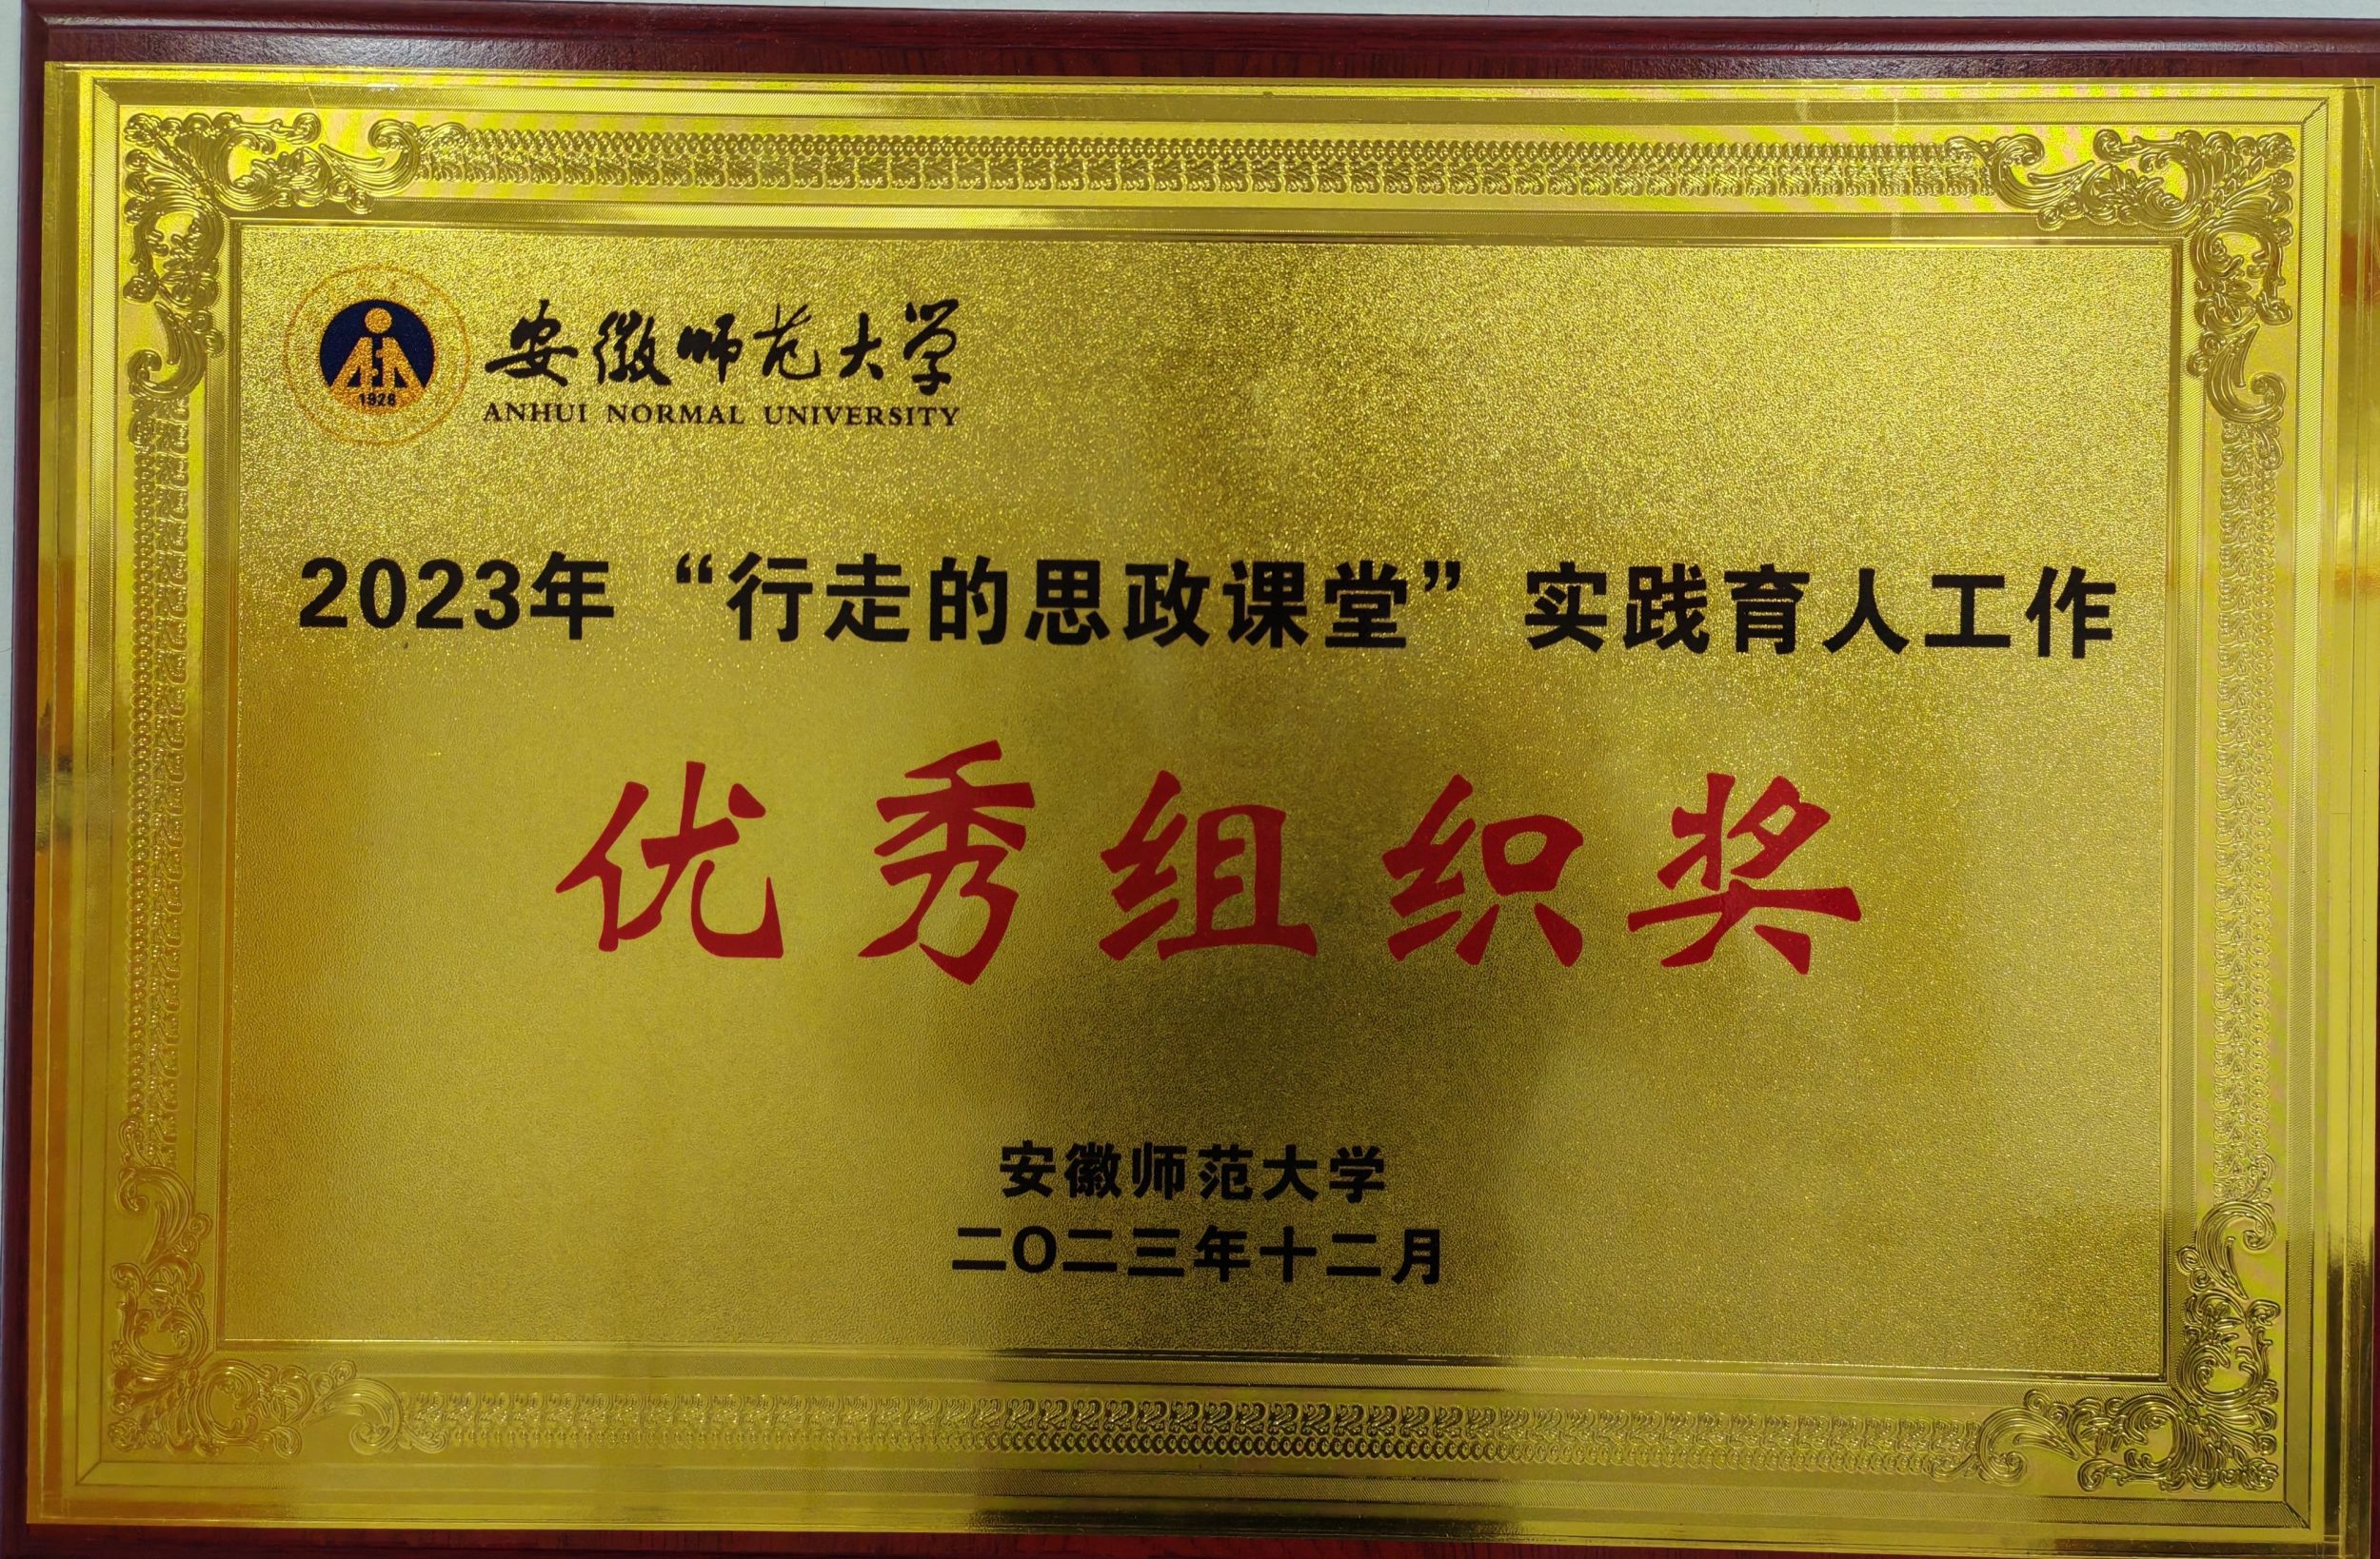 安徽师范大学
ANHUI NORMAL UNIVERSITY
1928
2023年“行走的思政课堂”实践育人工作
优秀组织奖
安徽师范大学
二〇二三年十二月